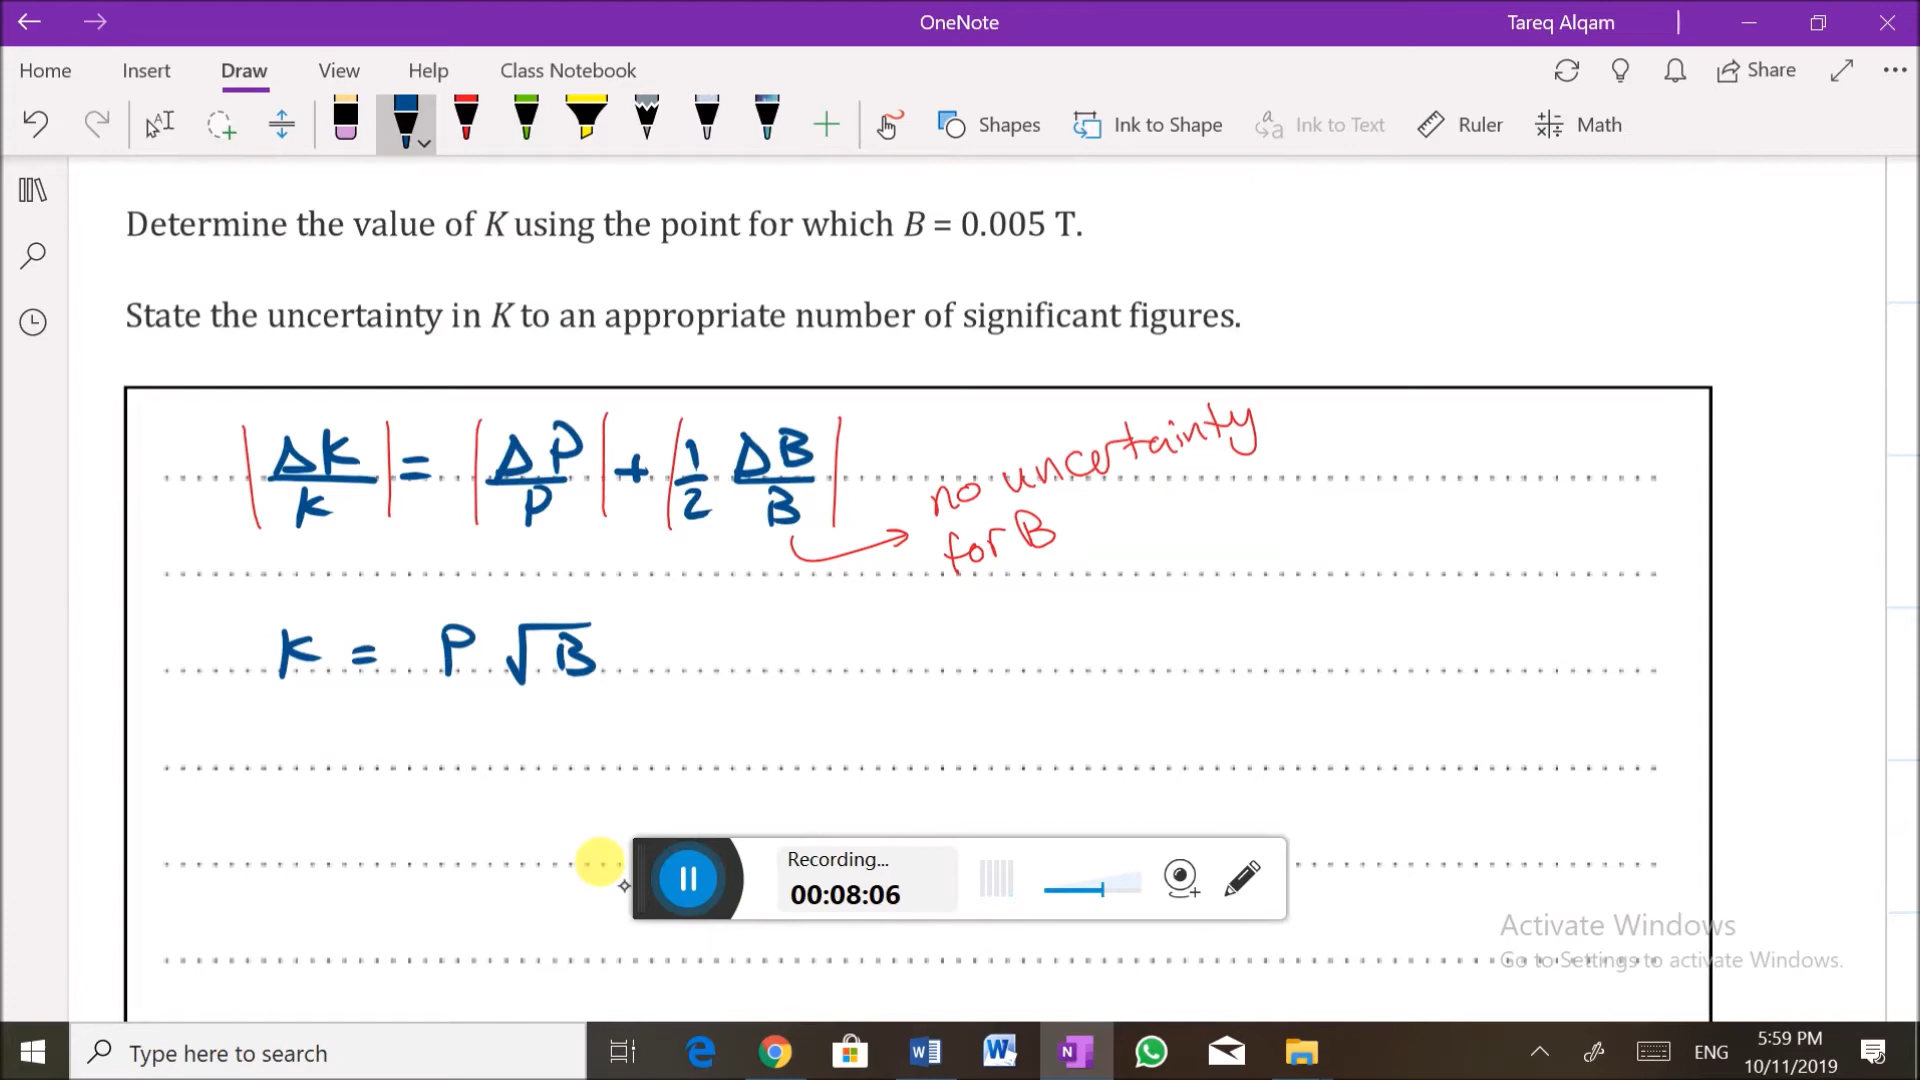 OneNote
Tareq Alqam
Home Insert Draw View Help Class Notebook Share
Shapes Ink to Shape Ink to Text Ruler Math
Determine the value of K using the point for which B = 0.005 T.
State the uncertainty in K to an appropriate number of significant figures.
|ΔK/K| = |ΔP/P| + |1/2 ΔB/B|
no uncertainty
for B
K = P √B
Recording...
00:08:06
Activate Windows
Go to Settings to activate Windows.
Type here to search
ENG
5:59 PM
10/11/2019